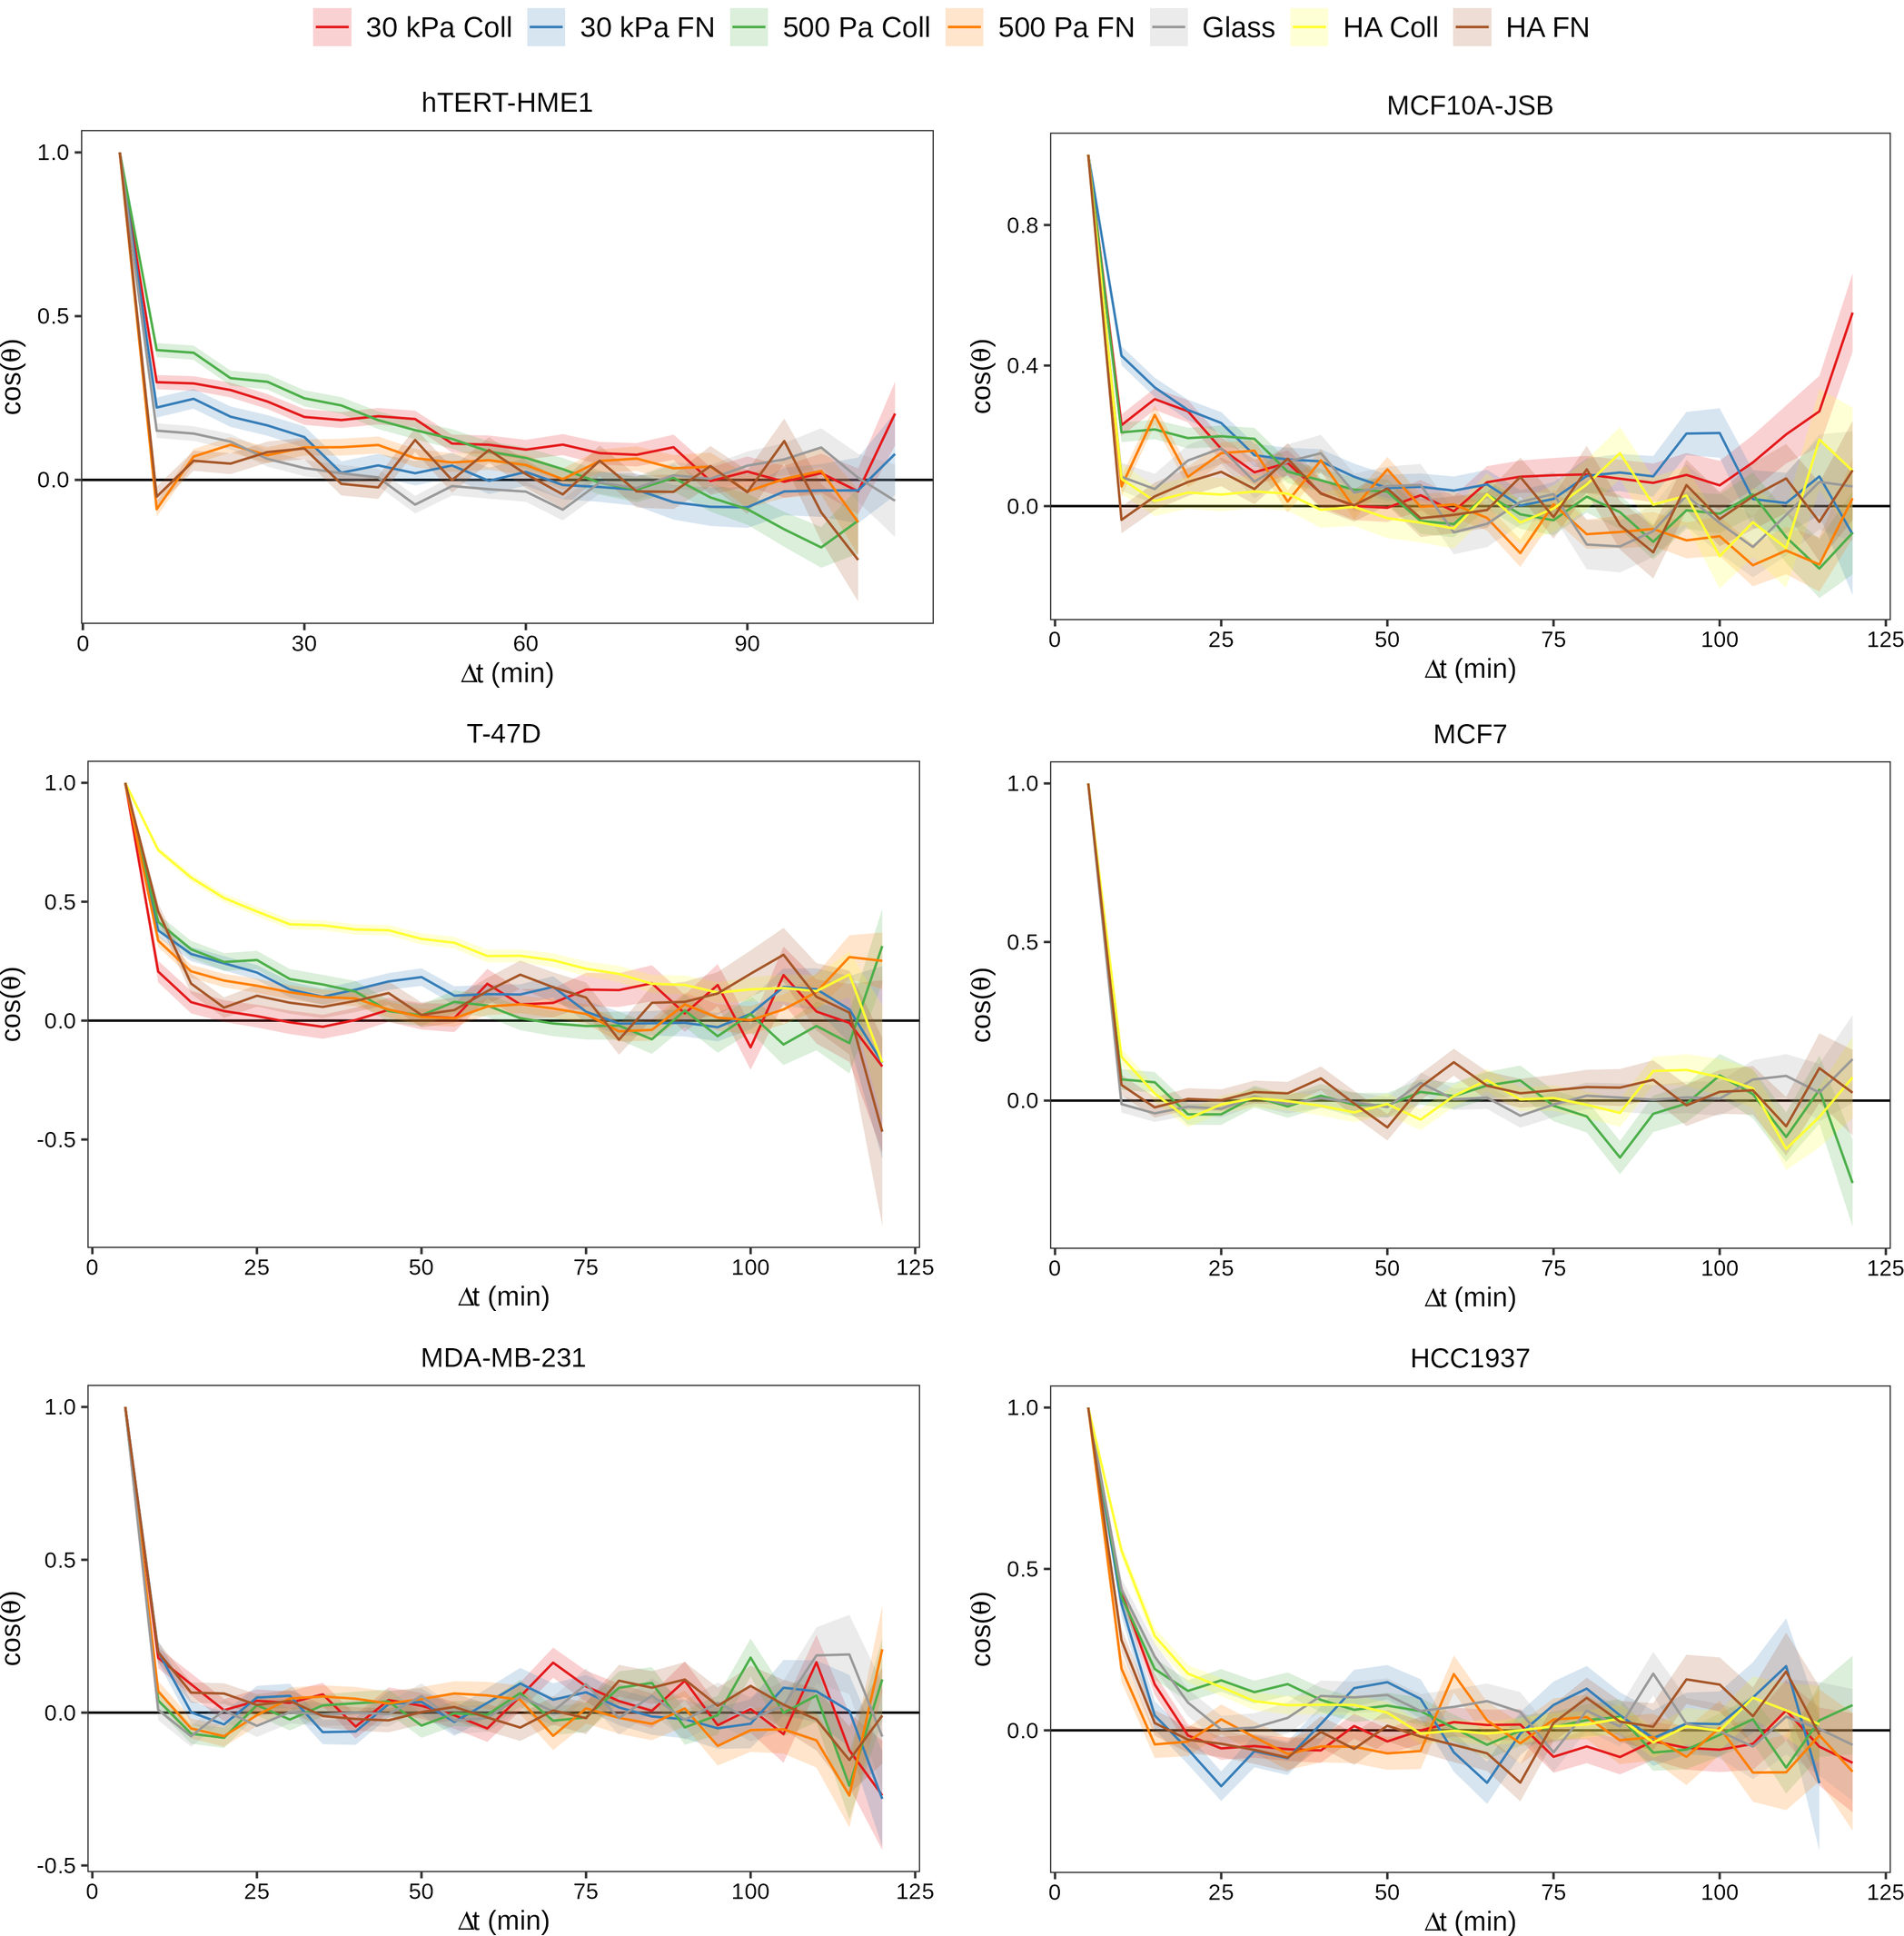 30 kPa Coll 30 kPa FN 500 Pa Coll 500 Pa FN Glass HA Coll HA FN
hTERT-HME1
1.0
0.5
0.0
cos(θ)
0 30 60 90
Δt (min)
MCF10A-JSB
0.8
0.4
0.0
cos(θ)
0 25 50 75 100 125
Δt (min)
T-47D
1.0
0.5
0.0
-0.5
cos(θ)
0 25 50 75 100 125
Δt (min)
MCF7
1.0
0.5
0.0
cos(θ)
0 25 50 75 100 125
Δt (min)
MDA-MB-231
1.0
0.5
0.0
-0.5
cos(θ)
0 25 50 75 100 125
Δt (min)
HCC1937
1.0
0.5
0.0
cos(θ)
0 25 50 75 100 125
Δt (min)